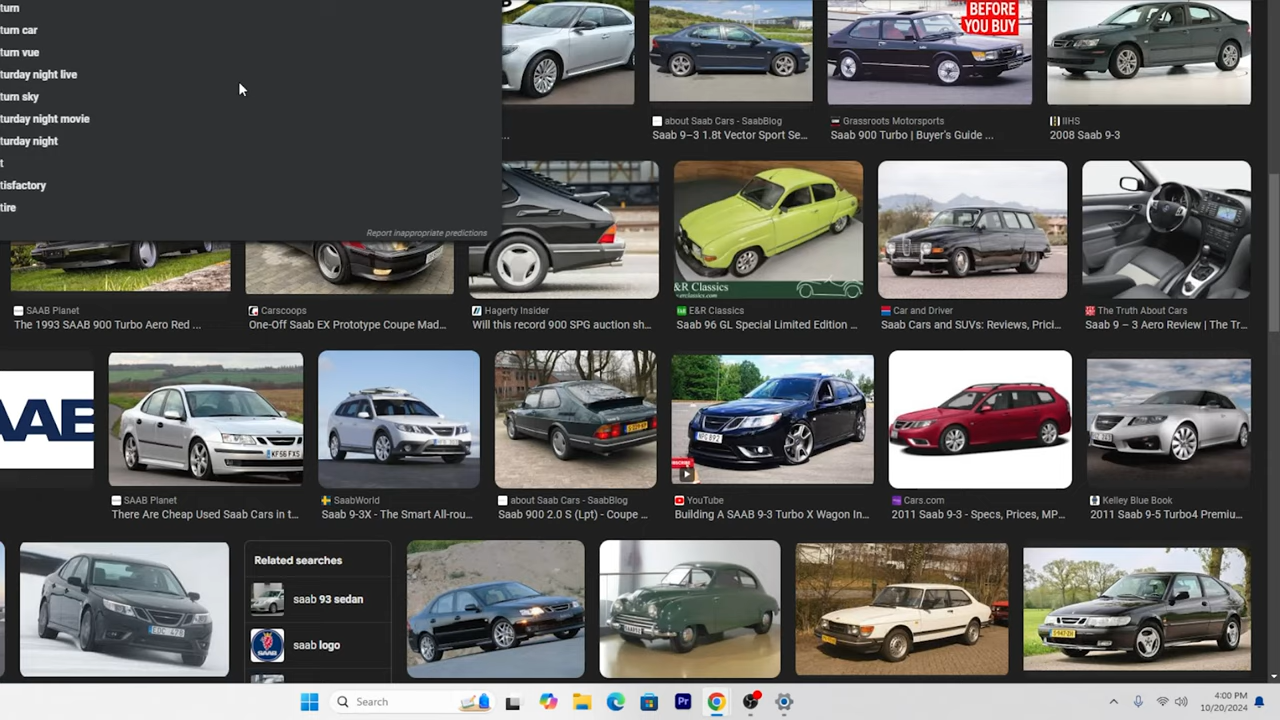 turn
turn car
turn vue
turday night live
turn sky
turday night movie
turday night
t
tisfactory
tire
Report inappropriate predictions
BEFORE
YOU BUY
...
about Saab Cars - SaabBlog
Saab 9–3 1.8t Vector Sport Se...
Grassroots Motorsports
Saab 900 Turbo | Buyer's Guide ...
IIHS
2008 Saab 9-3
SAAB Planet
The 1993 SAAB 900 Turbo Aero Red ...
Carscoops
One-Off Saab EX Prototype Coupe Mad...
Hagerty Insider
Will this record 900 SPG auction sh...
E&R Classics
E&R Classics
Saab 96 GL Special Limited Edition ...
Car and Driver
Saab Cars and SUVs: Reviews, Prici...
The Truth About Cars
Saab 9 – 3 Aero Review | The Tr...
AAB
KF56 FXS
SAAB Planet
There Are Cheap Used Saab Cars in t...
SaabWorld
Saab 9-3X - The Smart All-rou...
about Saab Cars - SaabBlog
Saab 900 2.0 S (Lpt) - Coupe ...
YouTube
Building A SAAB 9-3 Turbo X Wagon In...
Cars.com
2011 Saab 9-3 - Specs, Prices, MP...
Kelley Blue Book
2011 Saab 9-5 Turbo4 Premiu...
Related searches
saab 93 sedan
saab logo
Search
Pr
4:00 PM
10/20/2024